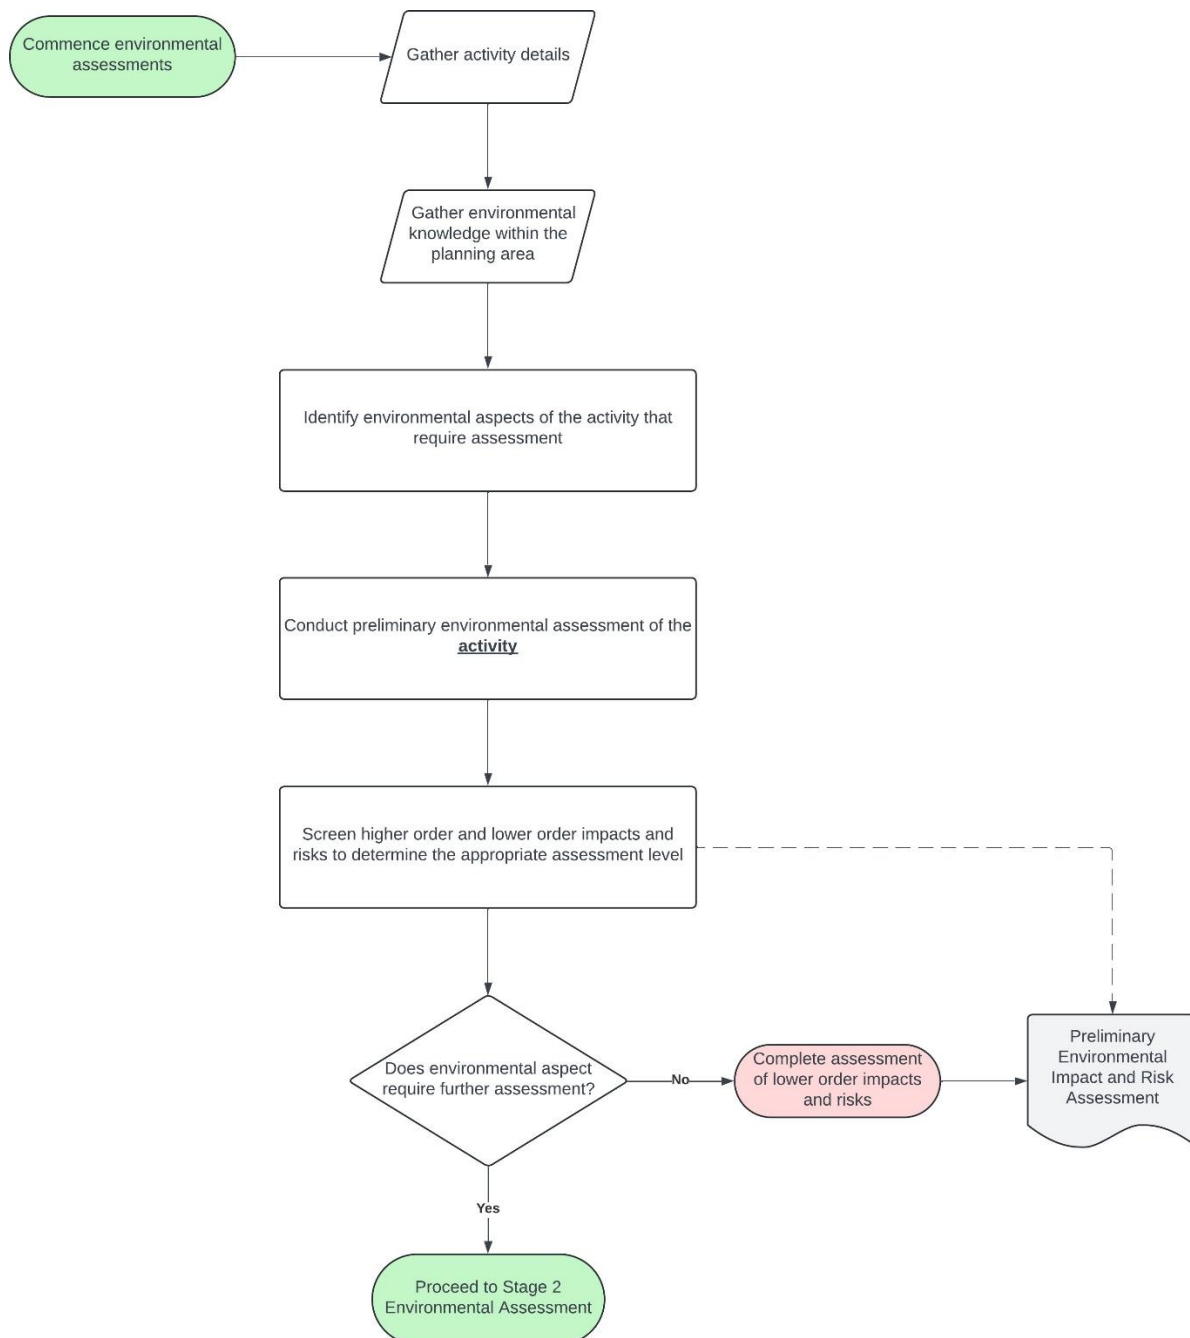 Commence environmental
assessments
Gather activity details
Gather environmental
knowledge within the
planning area
Identify environmental aspects of the activity that
require assessment
Conduct preliminary environmental assessment of the
activity
Screen higher order and lower order impacts and
risks to determine the appropriate assessment level
Does environmental aspect
require further assessment?
No
Complete assessment
of lower order impacts
and risks
Preliminary
Environmental
Impact and Risk
Assessment
Yes
Proceed to Stage 2
Environmental Assessment